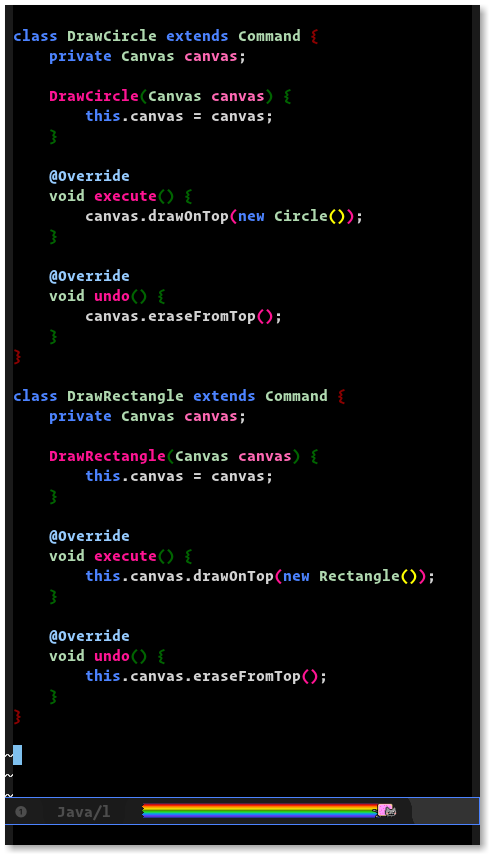 class DrawCircle extends Command {
    private Canvas canvas;

    DrawCircle(Canvas canvas) {
        this.canvas = canvas;
    }

    @Override
    void execute() {
        canvas.drawOnTop(new Circle());
    }

    @Override
    void undo() {
        canvas.eraseFromTop();
    }
}

class DrawRectangle extends Command {
    private Canvas canvas;

    DrawRectangle(Canvas canvas) {
        this.canvas = canvas;
    }

    @Override
    void execute() {
        this.canvas.drawOnTop(new Rectangle());
    }

    @Override
    void undo() {
        this.canvas.eraseFromTop();
    }
}

~
~
~
❶ Java/l